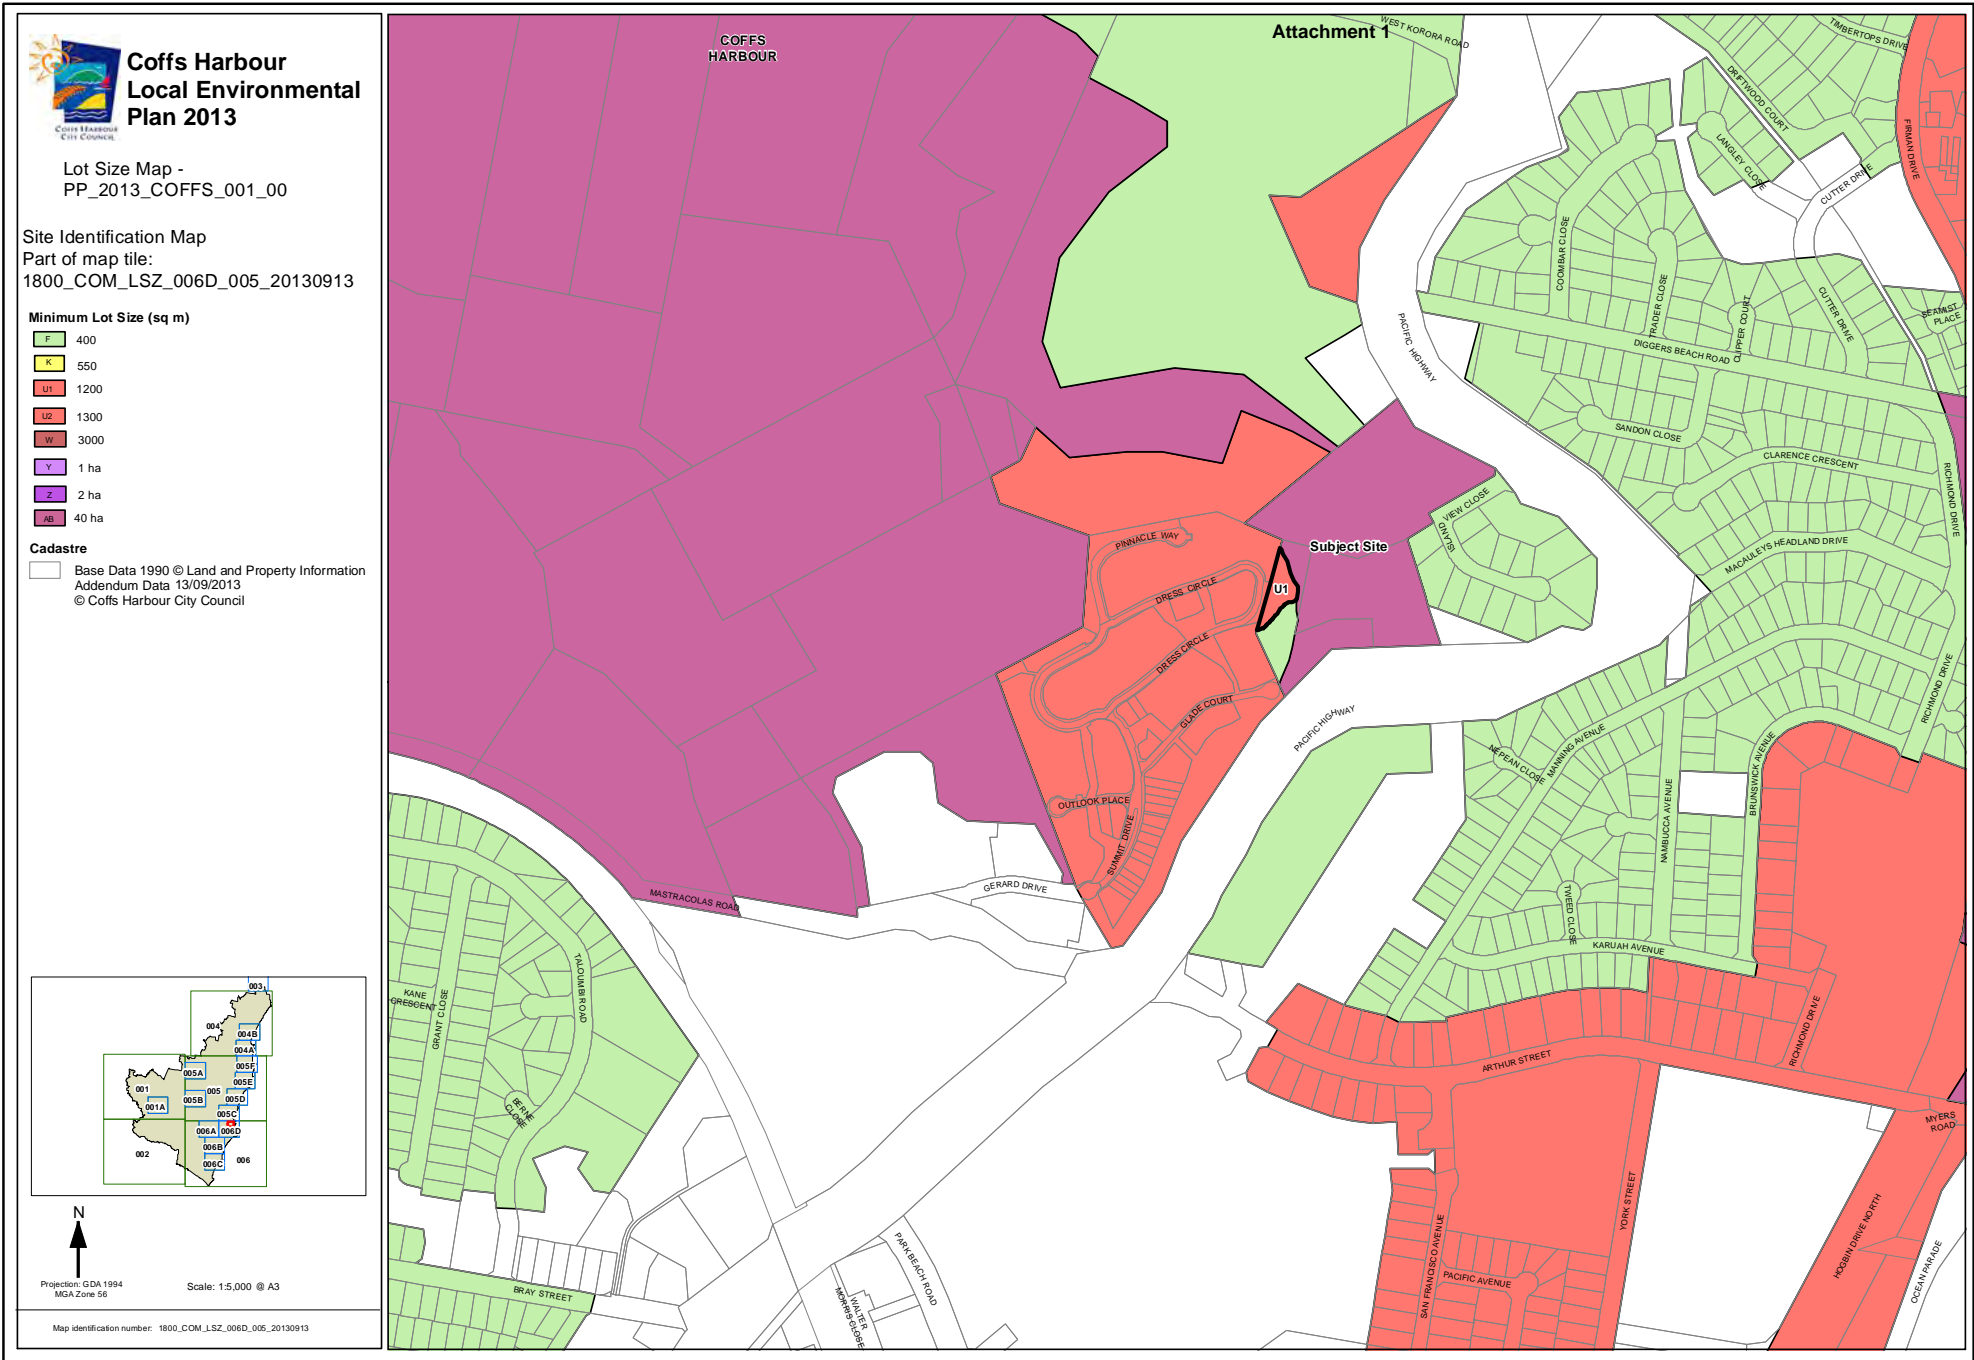 Coffs Harbour
Local Environmental
Plan 2013
COFFS HARBOUR
CITY COUNCIL
Lot Size Map -
PP_2013_COFFS_001_00
Site Identification Map
Part of map tile:
1800_COM_LSZ_006D_005_20130913
Minimum Lot Size (sq m)
F 400
K 550
U1 1200
U2 1300
W 3000
Y 1 ha
Z 2 ha
AB 40 ha
Cadastre
Base Data 1990 © Land and Property Information
Addendum Data 13/09/2013
© Coffs Harbour City Council
003
004
004B
004A
005F
005A
005E
001
005
005B
005D
001A
005C
006A
006D
006B
002
006
006C
N
Projection: GDA 1994
MGA Zone 56
Scale: 1:5,000 @ A3
Map identification number: 1800_COM_LSZ_006D_005_20130913
Attachment 1
COFFS
HARBOUR
WEST KORORA ROAD
TIMBERTOPS DRIVE
DRIFTWOOD COURT
LANGLEY CLOSE
FIRMAN DRIVE
CUTTER DRIVE
COOMBAR CLOSE
TRADER CLOSE
CLIPPER COURT
CUTTER DRIVE
SEAMIST
PLACE
PACIFIC HIGHWAY
DIGGERS BEACH ROAD
SANDON CLOSE
CLARENCE CRESCENT
RICHMOND DRIVE
ISLAND
VIEW CLOSE
MACAULEYS HEADLAND DRIVE
Subject Site
U1
PINNACLE WAY
DRESS CIRCLE
DRESS CIRCLE
GLADE COURT
PACIFIC HIGHWAY
RICHMOND DRIVE
NEPEAN CLOSE
MANNING AVENUE
NAMBUCCA AVENUE
BRUNSWICK AVENUE
OUTLOOK PLACE
SUMMIT DRIVE
GERARD DRIVE
MASTRACOLAS ROAD
TWEED CLOSE
KARUAH AVENUE
KANE
CRESCENT
GRANT CLOSE
TALOUMBI ROAD
BERNE
CLOSE
RICHMOND DRIVE
ARTHUR STREET
MYERS
ROAD
YORK STREET
SAN FRANCISCO AVENUE
PACIFIC AVENUE
HOGBIN DRIVE NORTH
OCEAN PARADE
BRAY STREET
PARK BEACH ROAD
WALTER
MORRIS CLOSE